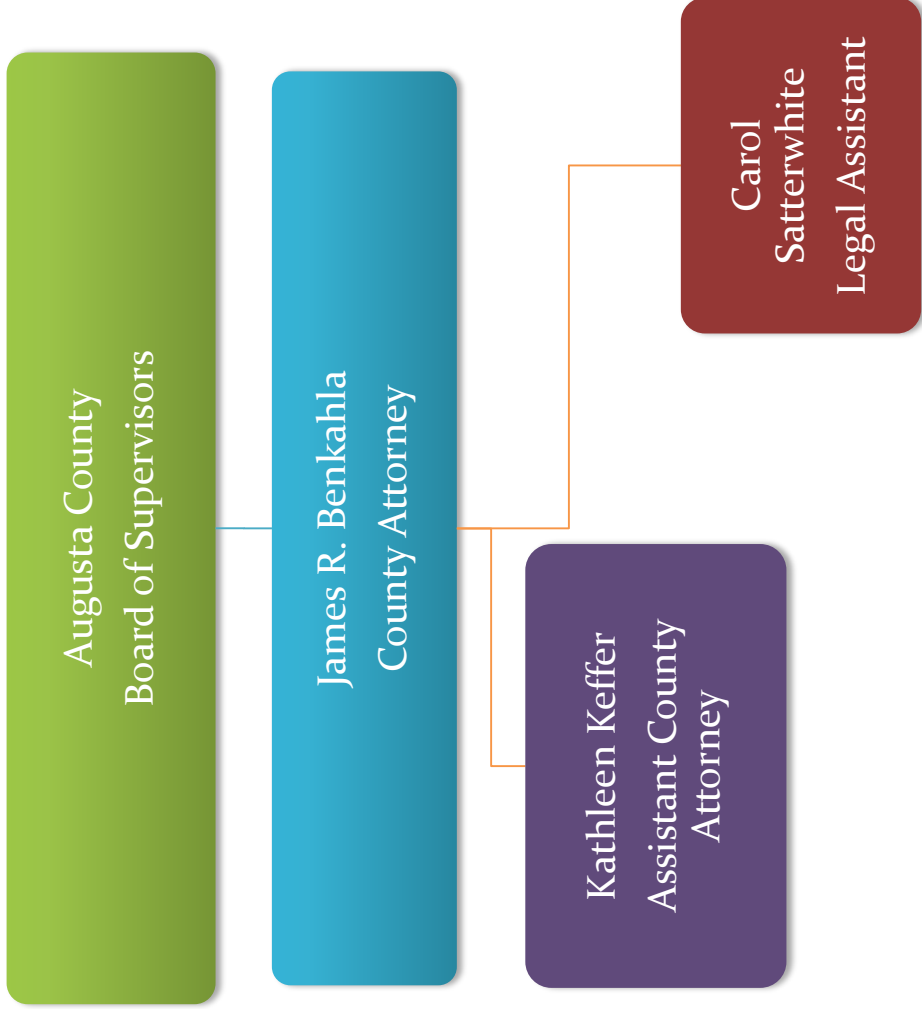 Augusta County
Board of Supervisors
James R. Benkahla
County Attorney
Kathleen Keffer
Assistant County
Attorney
Carol
Satterwhite
Legal Assistant